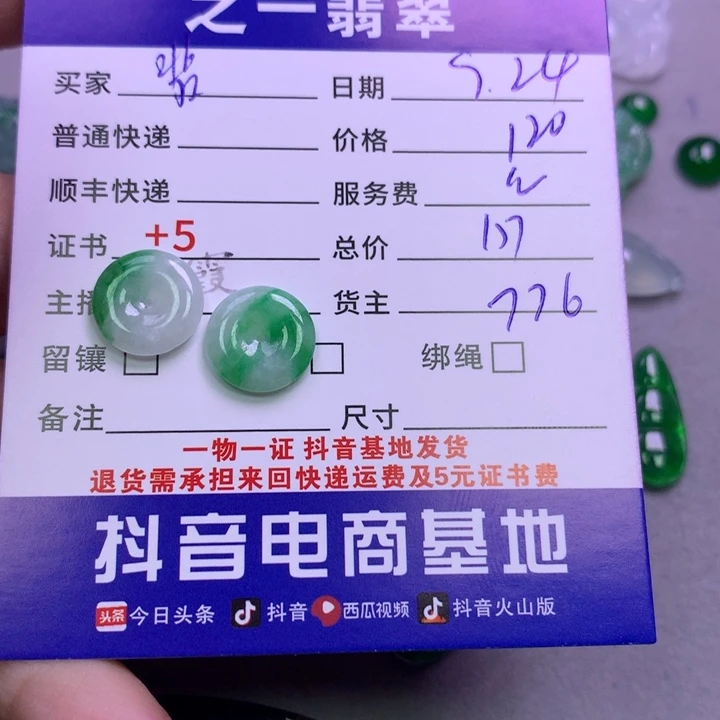 之一翡翠
买家 日期 5.24
普通快递 价格 120
顺丰快递 服务费
证书 +5 总价 137
主播 霞 货主 776
留镶 绑绳
备注 尺寸
一物一证 抖音基地发货
退货需承担来回快递运费及5元证书费
抖音电商基地
头条 今日头条 抖音 西瓜视频 抖音火山版